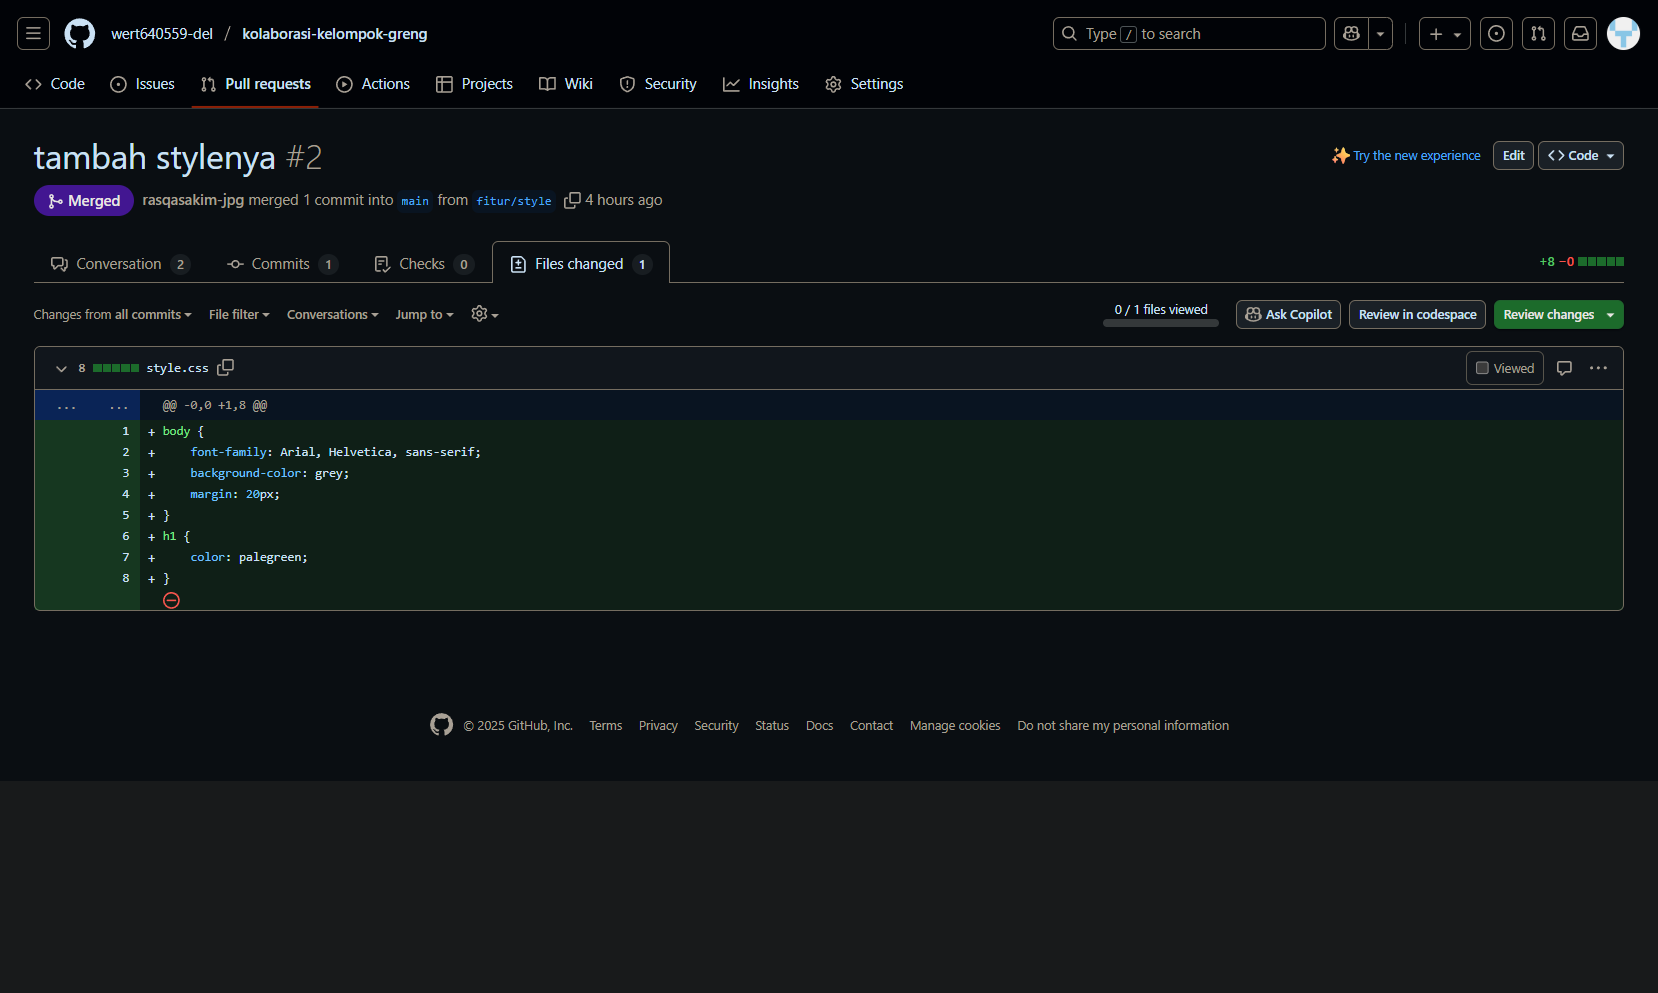 wert640559-del / kolaborasi-kelompok-greng
Type / to search
Code Issues Pull requests Actions Projects Wiki Security Insights Settings
tambah stylenya #2
Try the new experience Edit Code
Merged rasqasakim-jpg merged 1 commit into main from fitur/style 4 hours ago
Conversation 2 Commits 1 Checks 0 Files changed 1 +8 −0
Changes from all commits File filter Conversations Jump to 0 / 1 files viewed Ask Copilot Review in codespace Review changes
8 style.css Viewed
... ... @@ -0,0 +1,8 @@
1 + body {
2 + font-family: Arial, Helvetica, sans-serif;
3 + background-color: grey;
4 + margin: 20px;
5 + }
6 + h1 {
7 + color: palegreen;
8 + }
© 2025 GitHub, Inc. Terms Privacy Security Status Docs Contact Manage cookies Do not share my personal information